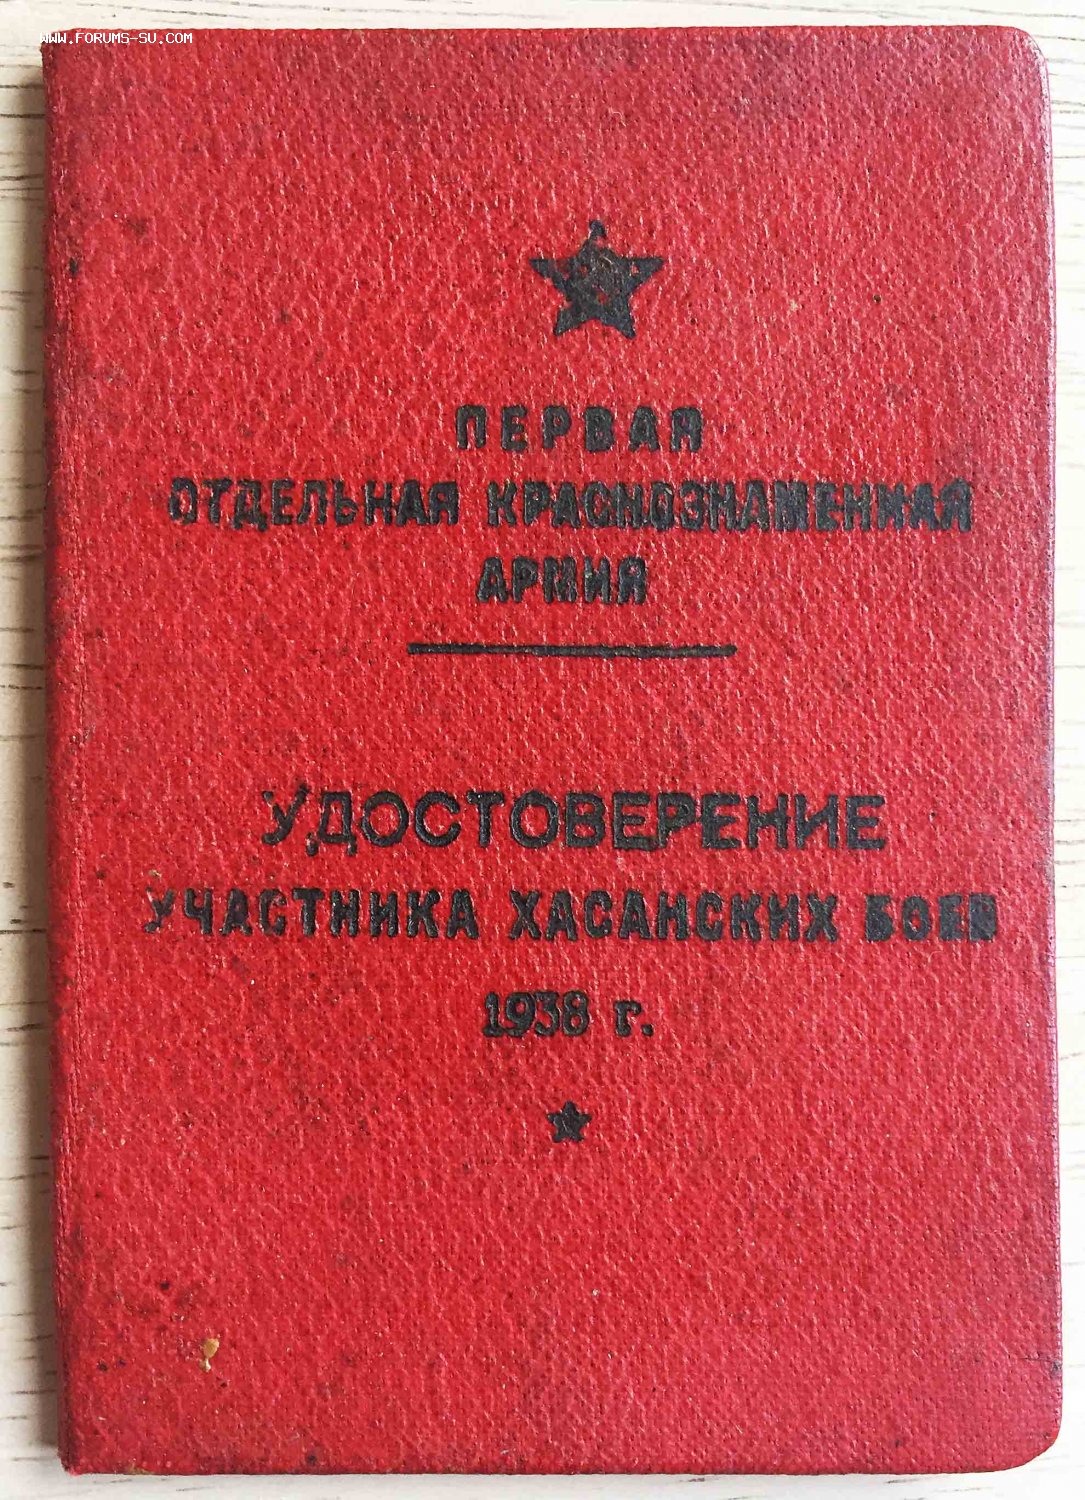 WWW.FORUMS-SU.COM
ПЕРВАЯ
ОТДЕЛЬНАЯ КРАСНОЗНАМЕННАЯ
АРМИЯ
УДОСТОВЕРЕНИЕ
УЧАСТНИКА ХАСАНСКИХ БОЕВ
1938 г.